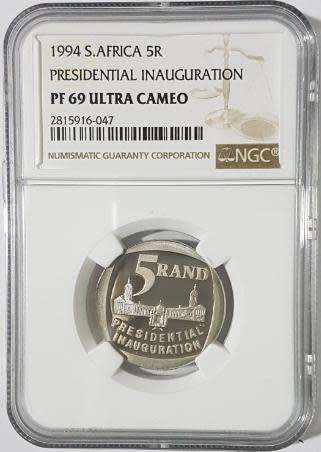 1994 S.AFRICA 5R
PRESIDENTIAL INAUGURATION
PF 69 ULTRA CAMEO
2815916-047
NUMISMATIC GUARANTY CORPORATION
NGC®
5 RAND
PRESIDENTIAL
INAUGURATION